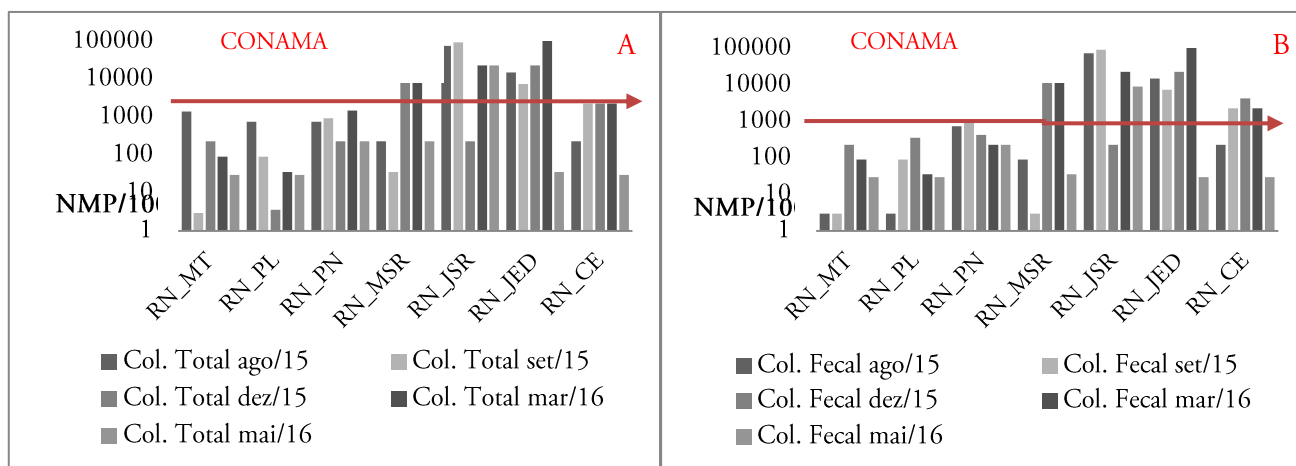 CONAMA
A
100000
10000
1000
100
10
1
NMP/100
RN_MT
RN_PL
RN_PN
RN_MSR
RN_JSR
RN_JED
RN_CE
Col. Total ago/15
Col. Total set/15
Col. Total dez/15
Col. Total mar/16
Col. Total mai/16
CONAMA
B
100000
10000
1000
100
10
1
NMP/100
RN_MT
RN_PL
RN_PN
RN_MSR
RN_JSR
RN_JED
RN_CE
Col. Fecal ago/15
Col. Fecal set/15
Col. Fecal dez/15
Col. Fecal mar/16
Col. Fecal mai/16